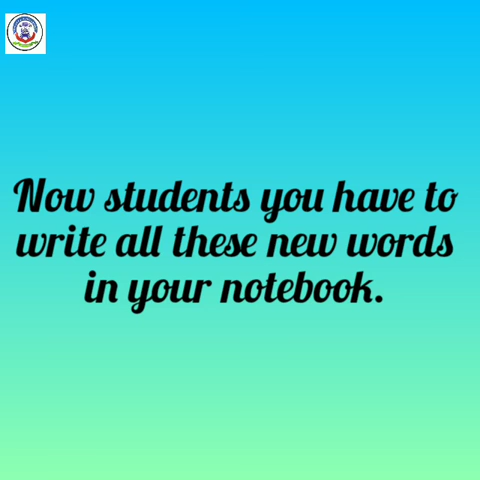 Now students you have to
write all these new words
in your notebook.